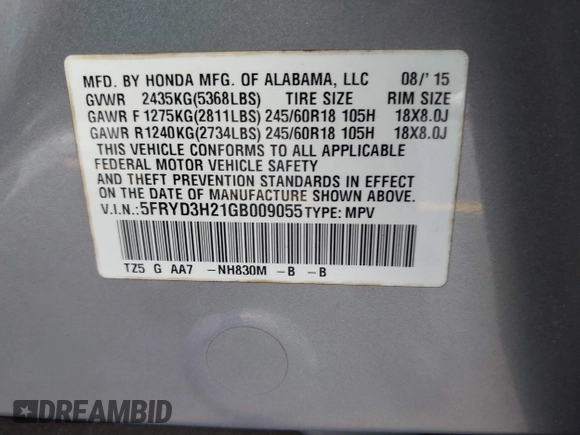 MFD. BY HONDA MFG. OF ALABAMA, LLC 08/' 15
GVWR 2435KG(5368LBS) TIRE SIZE RIM SIZE
GAWR F 1275KG(2811LBS) 245/60R18 105H 18X8.0J
GAWR R 1240KG(2734LBS) 245/60R18 105H 18X8.0J
THIS VEHICLE CONFORMS TO ALL APPLICABLE
FEDERAL MOTOR VEHICLE SAFETY
AND THEFT PREVENTION STANDARDS IN EFFECT
ON THE DATE OF MANUFACTURE SHOWN ABOVE.
V.I.N.:5FRYD3H21GB009055 TYPE: MPV
TZ5 G AA7 -NH830M -B -B
DREAMBID